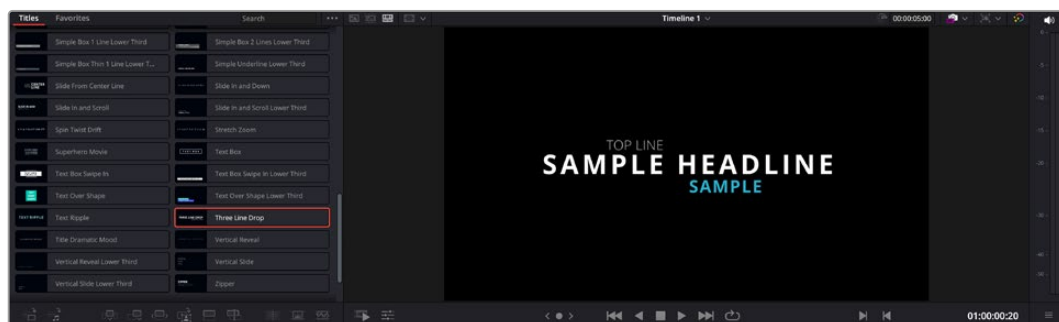 Titles Favorites Search
Timeline 1
00:00:05:00
Simple Box 1 Line Lower Third
Simple Box 2 Lines Lower Third
Simple Box Thin 1 Line Lower T...
Simple Underline Lower Third
Slide From Center Line
Slide In and Down
Slide In and Scroll
Slide In and Scroll Lower Third
Spin Twist Drift
Stretch Zoom
Superhero Movie
Text Box
Text Box Swipe In
Text Box Swipe In Lower Third
Text Over Shape
Text Over Shape Lower Third
TEXT RIPPLE
Text Ripple
Three Line Drop
Title Dramatic Mood
Vertical Reveal
Vertical Reveal Lower Third
Vertical Slide
Vertical Slide Lower Third
Zipper
TOP LINE
SAMPLE HEADLINE
SAMPLE
01:00:00:20